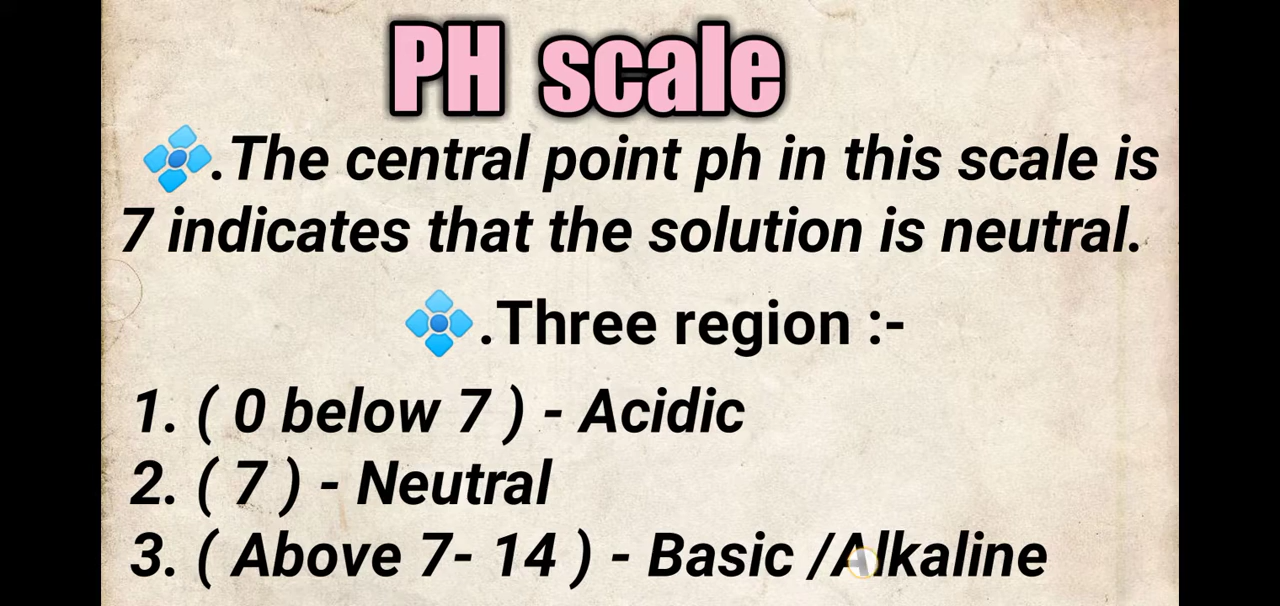 PH scale
.The central point ph in this scale is
7 indicates that the solution is neutral.
.Three region :-
1. ( 0 below 7 ) - Acidic
2. ( 7 ) - Neutral
3. ( Above 7- 14 ) - Basic /Alkaline